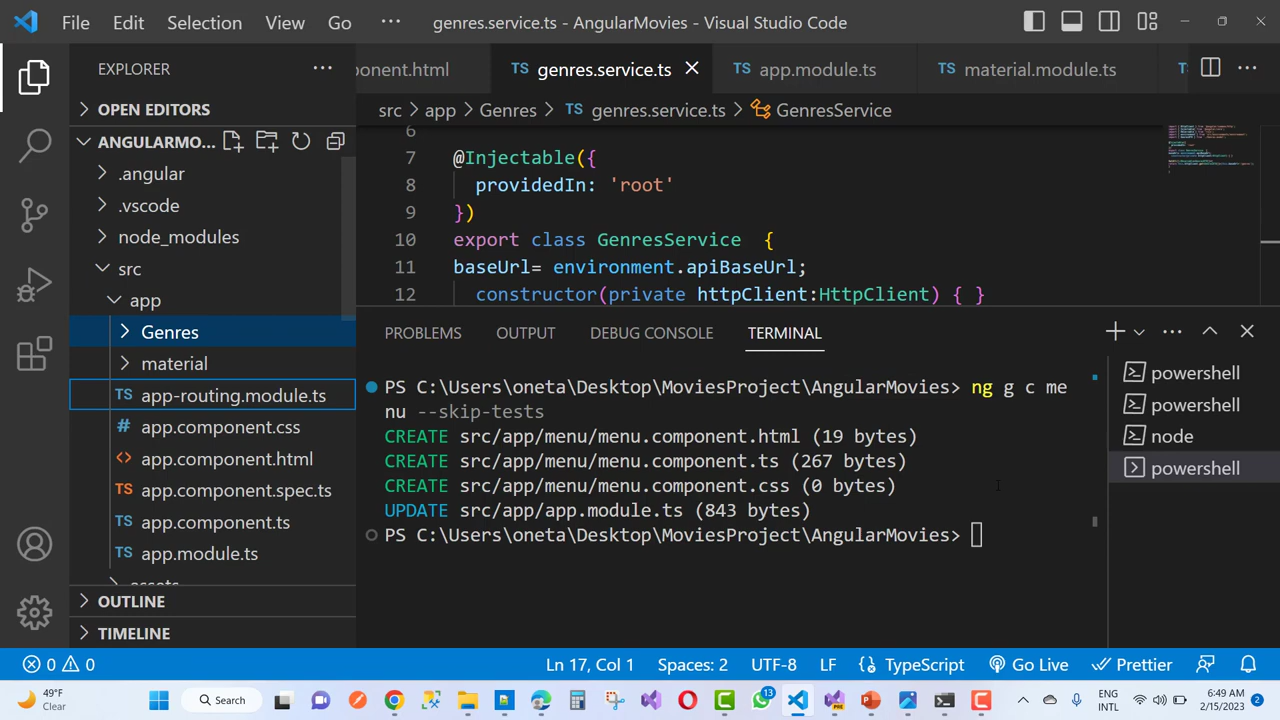 File Edit Selection View Go ··· genres.service.ts - AngularMovies - Visual Studio Code
EXPLORER ···
OPEN EDITORS
ANGULARMO...
.angular
.vscode
node_modules
src
app
Genres
material
TS app-routing.module.ts
# app.component.css
<> app.component.html
TS app.component.spec.ts
TS app.component.ts
TS app.module.ts
assets
OUTLINE
TIMELINE
ponent.html TS genres.service.ts TS app.module.ts TS material.module.ts
src > app > Genres > TS genres.service.ts > GenresService
6
7 @Injectable({
8 providedIn: 'root'
9 })
10 export class GenresService {
11 baseUrl= environment.apiBaseUrl;
12 constructor(private httpClient:HttpClient) { }
PROBLEMS OUTPUT DEBUG CONSOLE TERMINAL
PS C:\Users\oneta\Desktop\MoviesProject\AngularMovies> ng g c me
nu --skip-tests
CREATE src/app/menu/menu.component.html (19 bytes)
CREATE src/app/menu/menu.component.ts (267 bytes)
CREATE src/app/menu/menu.component.css (0 bytes)
UPDATE src/app/app.module.ts (843 bytes)
PS C:\Users\oneta\Desktop\MoviesProject\AngularMovies>
powershell
powershell
node
powershell
0 0 Ln 17, Col 1 Spaces: 2 UTF-8 LF TypeScript Go Live Prettier
49°F
Clear
Search
13
ENG
INTL
6:49 AM
2/15/2023
2